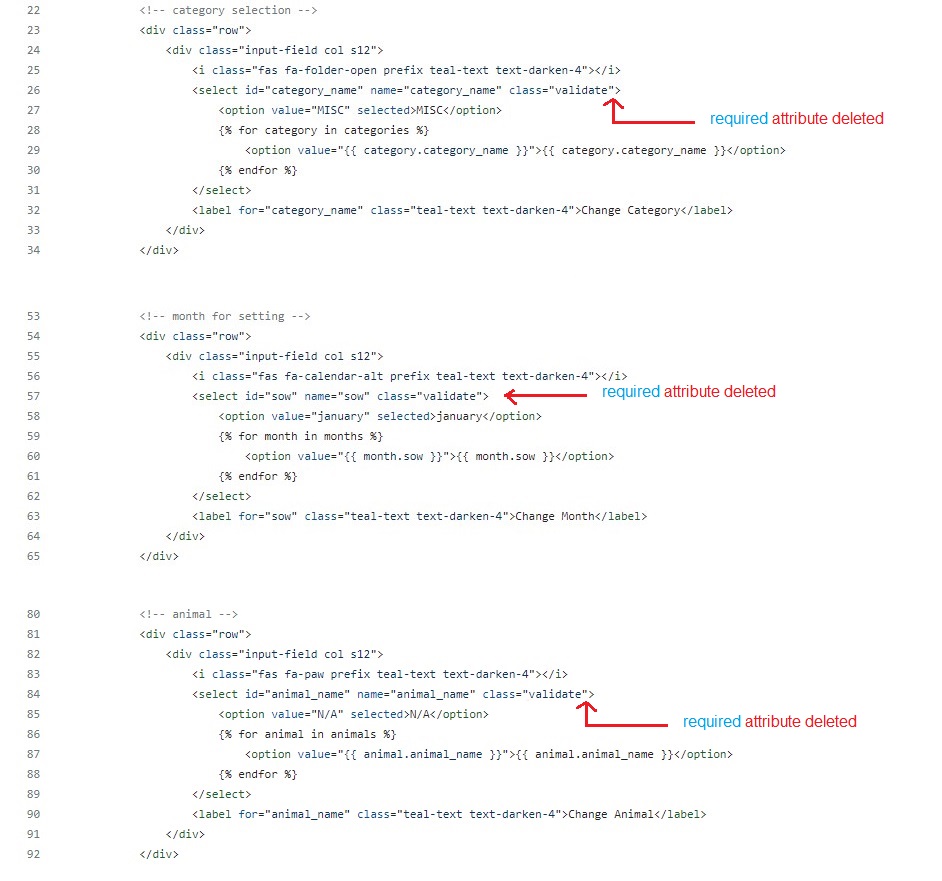 22 <!-- category selection -->
23 <div class="row">
24 <div class="input-field col s12">
25 <i class="fas fa-folder-open prefix teal-text text-darken-4"></i>
26 <select id="category_name" name="category_name" class="validate">
required attribute deleted
27 <option value="MISC" selected>MISC</option>
28 {% for category in categories %}
29 <option value="{{ category.category_name }}">{{ category.category_name }}</option>
30 {% endfor %}
31 </select>
32 <label for="category_name" class="teal-text text-darken-4">Change Category</label>
33 </div>
34 </div>
53 <!-- month for setting -->
54 <div class="row">
55 <div class="input-field col s12">
56 <i class="fas fa-calendar-alt prefix teal-text text-darken-4"></i>
57 <select id="sow" name="sow" class="validate">
required attribute deleted
58 <option value="january" selected>january</option>
59 {% for month in months %}
60 <option value="{{ month.sow }}">{{ month.sow }}</option>
61 {% endfor %}
62 </select>
63 <label for="sow" class="teal-text text-darken-4">Change Month</label>
64 </div>
65 </div>
80 <!-- animal -->
81 <div class="row">
82 <div class="input-field col s12">
83 <i class="fas fa-paw prefix teal-text text-darken-4"></i>
84 <select id="animal_name" name="animal_name" class="validate">
required attribute deleted
85 <option value="N/A" selected>N/A</option>
86 {% for animal in animals %}
87 <option value="{{ animal.animal_name }}">{{ animal.animal_name }}</option>
88 {% endfor %}
89 </select>
90 <label for="animal_name" class="teal-text text-darken-4">Change Animal</label>
91 </div>
92 </div>